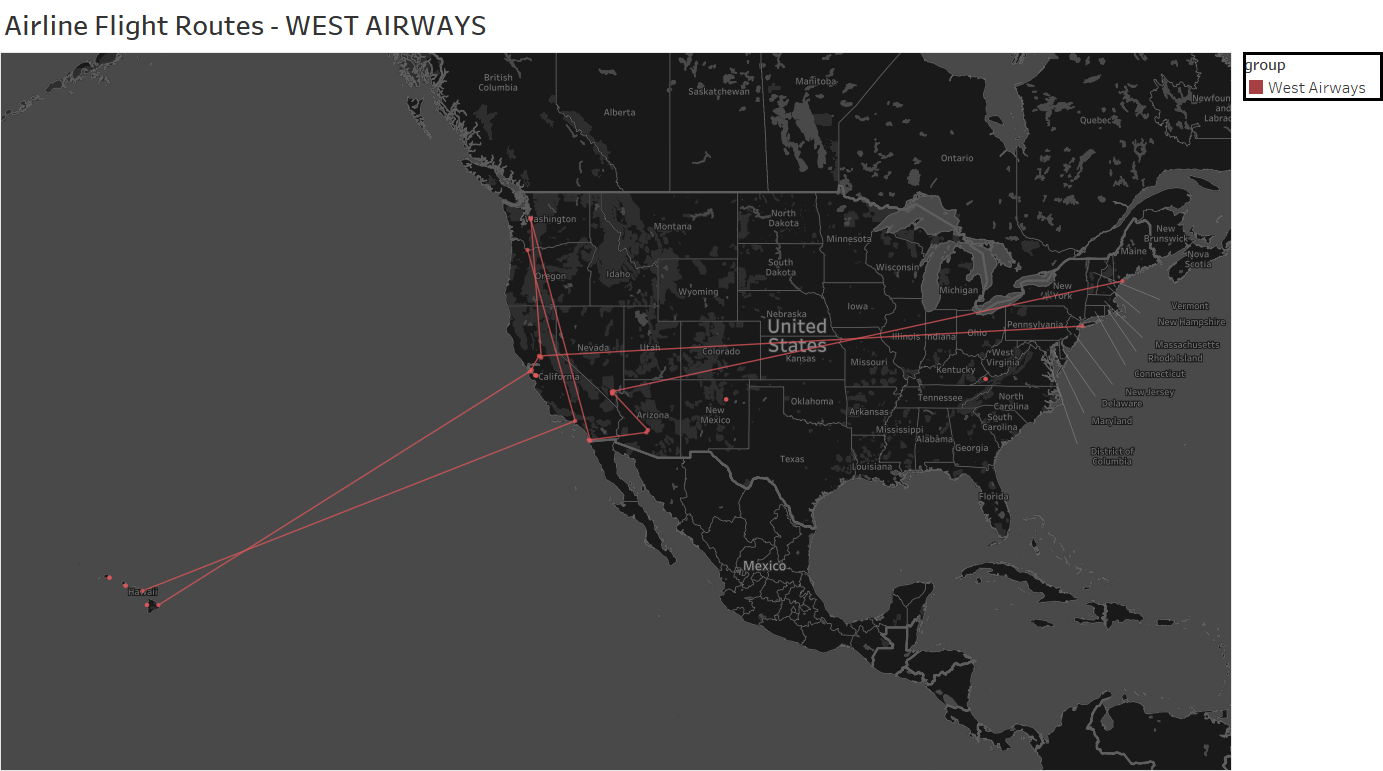 Airline Flight Routes - WEST AIRWAYS
group
West Airways
British
Columbia
Alberta
Saskatchewan
Manitoba
Ontario
Quebec
Newfoun
and
Labrad
New
Brunswick
Nova
Scotia
Maine
Washington
Montana
North
Dakota
Minnesota
Oregon
Idaho
South
Dakota
Wisconsin
Wyoming
Michigan
New
York
Iowa
Nebraska
United
States
Nevada
Utah
Colorado
Kansas
Illinois
Indiana
Ohio
Pennsylvania
Missouri
West
Virginia
Kentucky
California
Arizona
New
Mexico
Oklahoma
Arkansas
Tennessee
North
Carolina
South
Carolina
Mississippi
Alabama
Georgia
Texas
Louisiana
Florida
Vermont
New Hampshire
Massachusetts
Rhode Island
Connecticut
New Jersey
Delaware
Maryland
District of
Columbia
Mexico
Hawaii